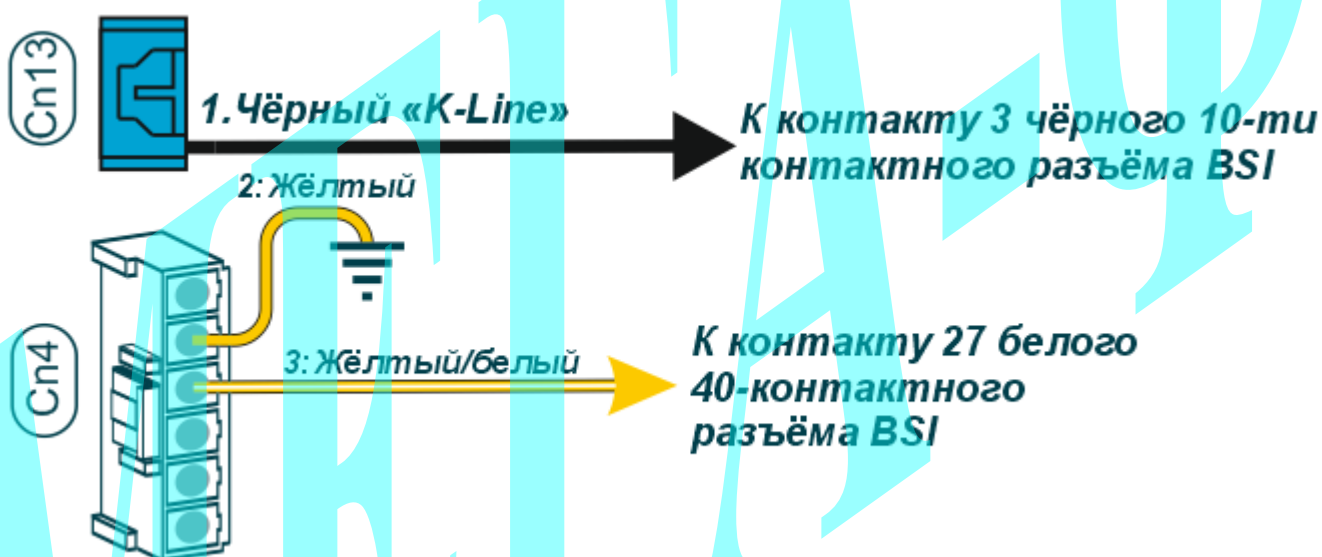 Cn13
1.Чёрный «K-Line»
К контакту 3 чёрного 10-ти
контактного разъёма BSI
2:Жёлтый
Cn4
3:Жёлтый/белый
К контакту 27 белого
40-контактного
разъёма BSI